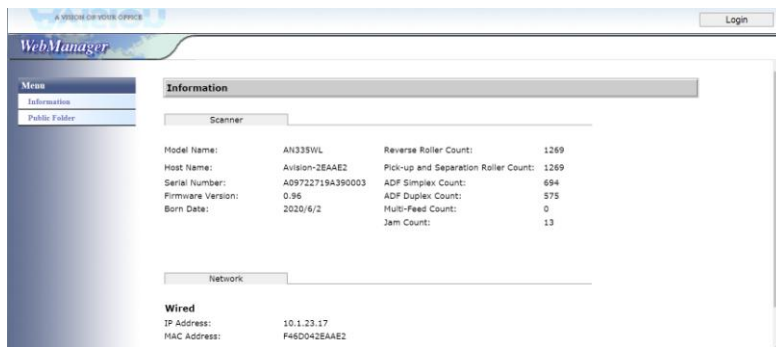 A VISION OF YOUR OFFICE
Login
WebManager
Menu
Information
Public Folder
Information
Scanner
Model Name: AN335WL Reverse Roller Count: 1269
Host Name: Avision-2EAAE2 Pick-up and Separation Roller Count: 1269
Serial Number: A09722719A390003 ADF Simplex Count: 694
Firmware Version: 0.96 ADF Duplex Count: 575
Born Date: 2020/6/2 Multi-Feed Count: 0
Jam Count: 13
Network
Wired
IP Address: 10.1.23.17
MAC Address: F46D042EAAE2